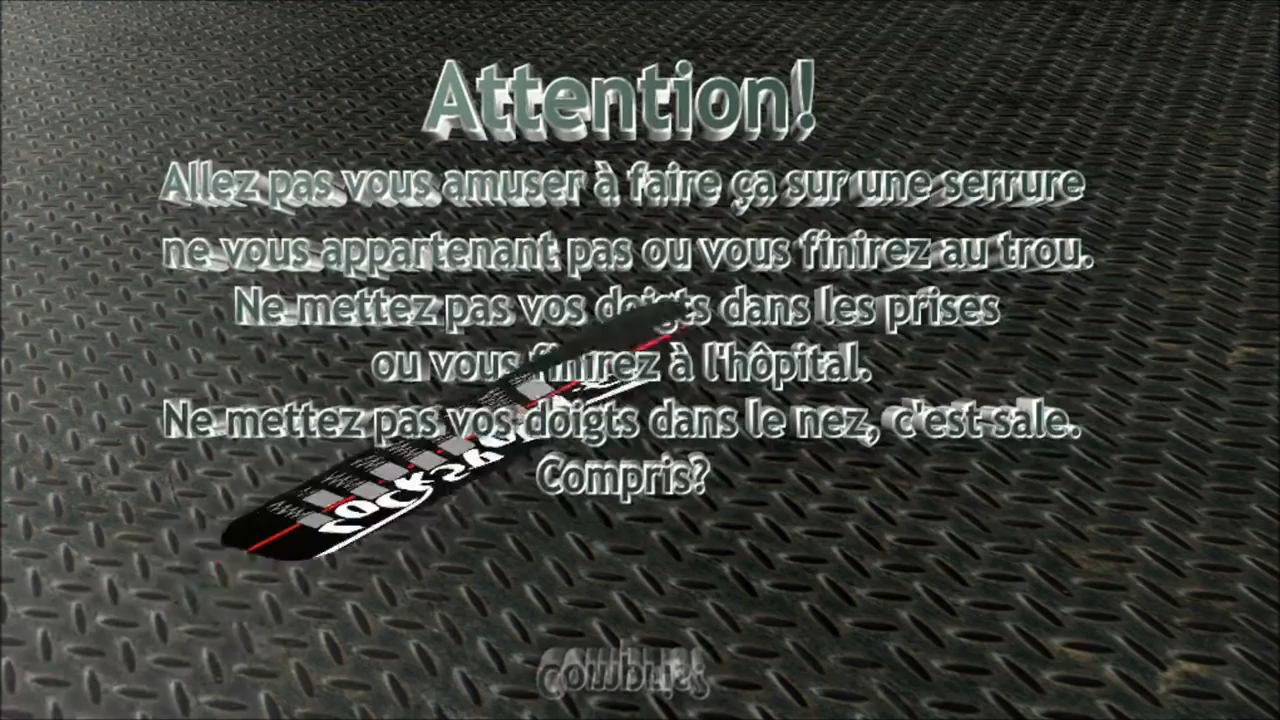 Attention!
Allez pas vous amuser à faire ça sur une serrure
ne vous appartenant pas ou vous finirez au trou.
Ne mettez pas vos doigts dans les prises
ou vous finirez à l'hôpital.
Ne mettez pas vos doigts dans le nez, c'est sale.
Compris?